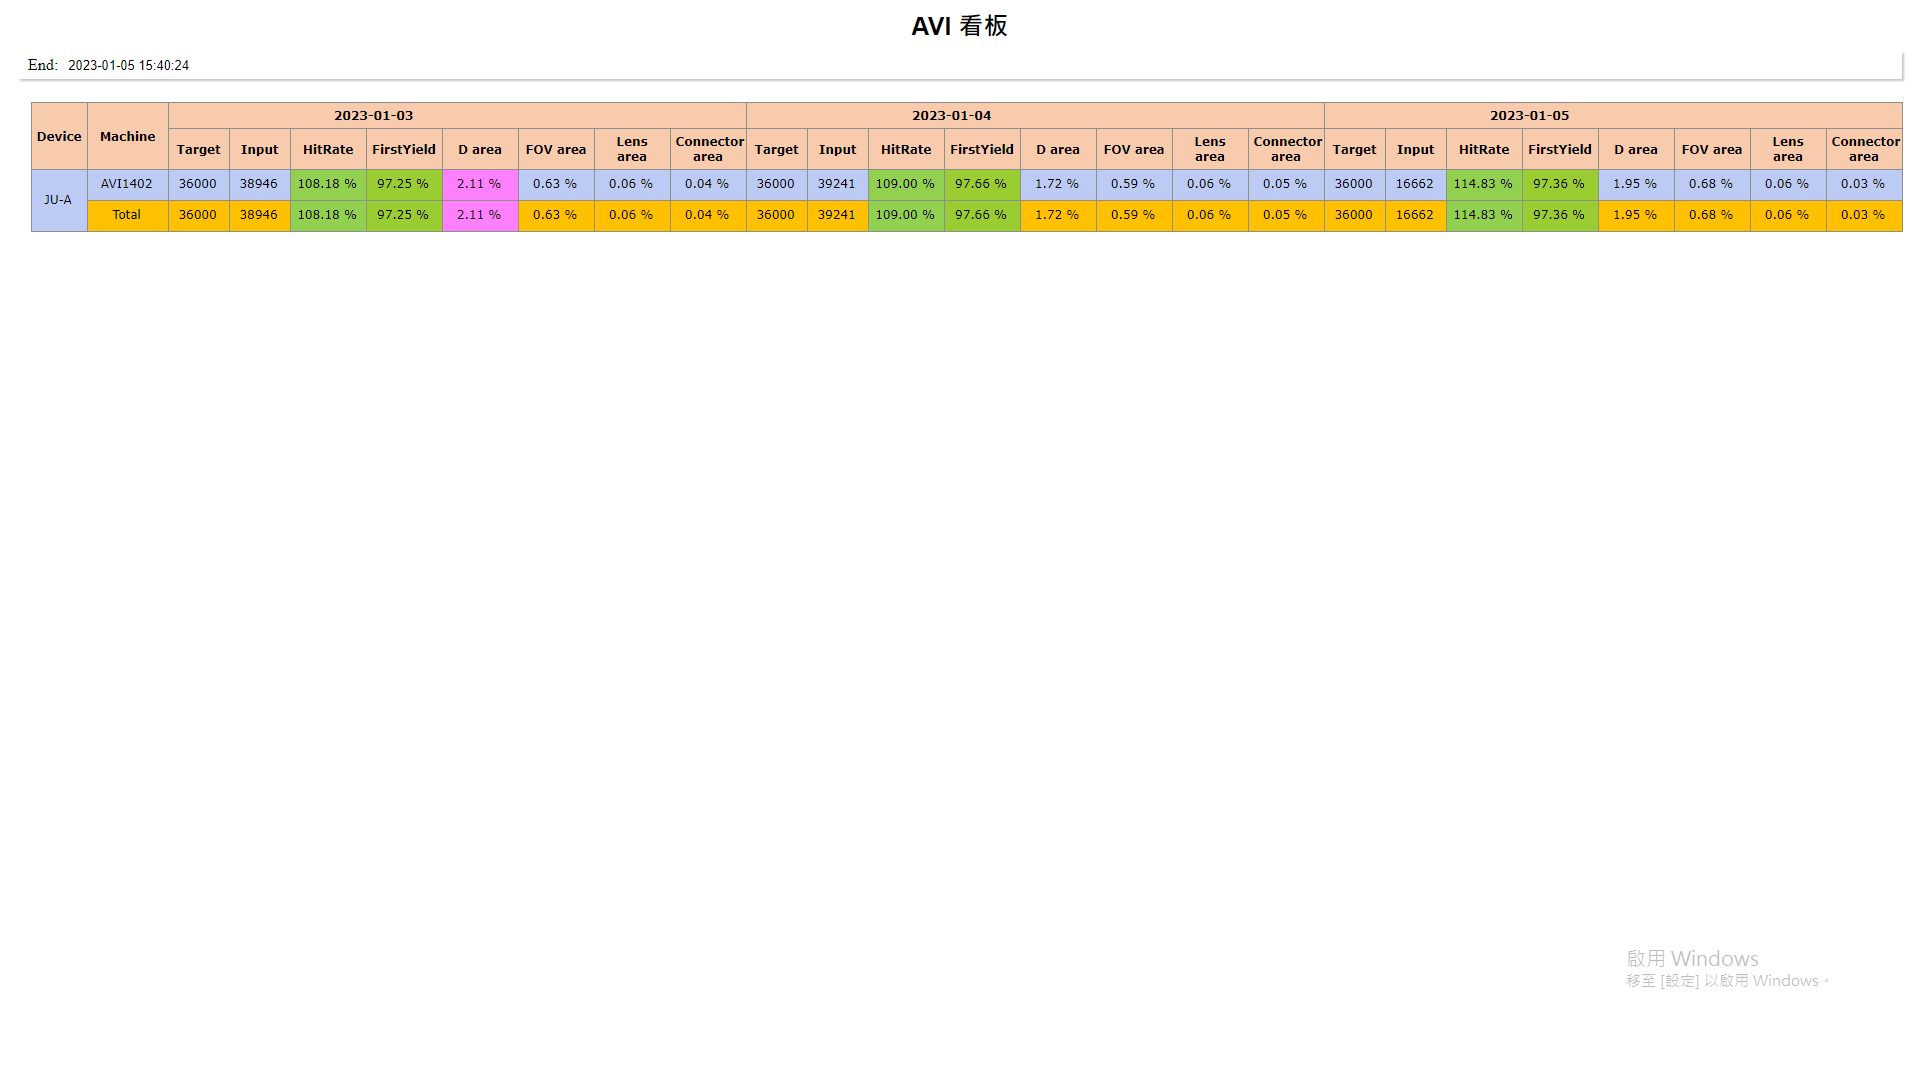 AVI 看板
End: 2023-01-05 15:40:24
Device Machine 2023-01-03 2023-01-04 2023-01-05
Target Input HitRate FirstYield D area FOV area Lens area Connector area Target Input HitRate FirstYield D area FOV area Lens area Connector area Target Input HitRate FirstYield D area FOV area Lens area Connector area
JU-A AVI1402 36000 38946 108.18 % 97.25 % 2.11 % 0.63 % 0.06 % 0.04 % 36000 39241 109.00 % 97.66 % 1.72 % 0.59 % 0.06 % 0.05 % 36000 16662 114.83 % 97.36 % 1.95 % 0.68 % 0.06 % 0.03 %
Total 36000 38946 108.18 % 97.25 % 2.11 % 0.63 % 0.06 % 0.04 % 36000 39241 109.00 % 97.66 % 1.72 % 0.59 % 0.06 % 0.05 % 36000 16662 114.83 % 97.36 % 1.95 % 0.68 % 0.06 % 0.03 %
啟用 Windows
移至 [設定] 以啟用 Windows。